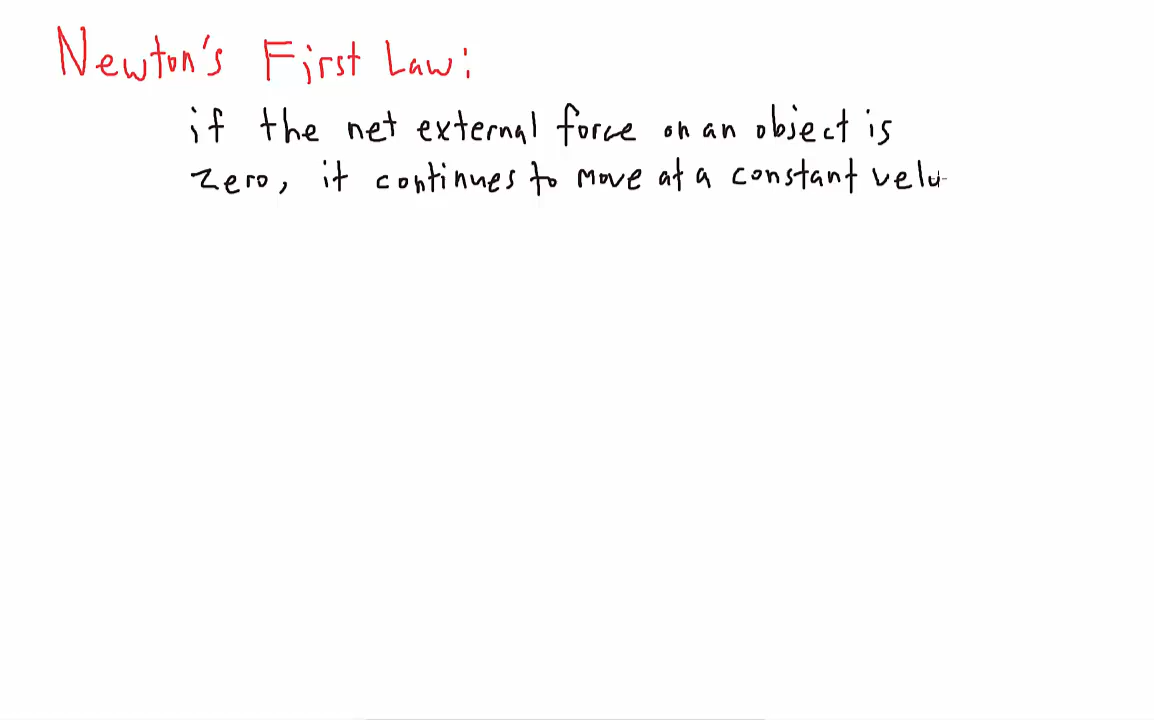 Newton's First Law:
if the net external force on an object is
zero, it continues to move at a constant velo